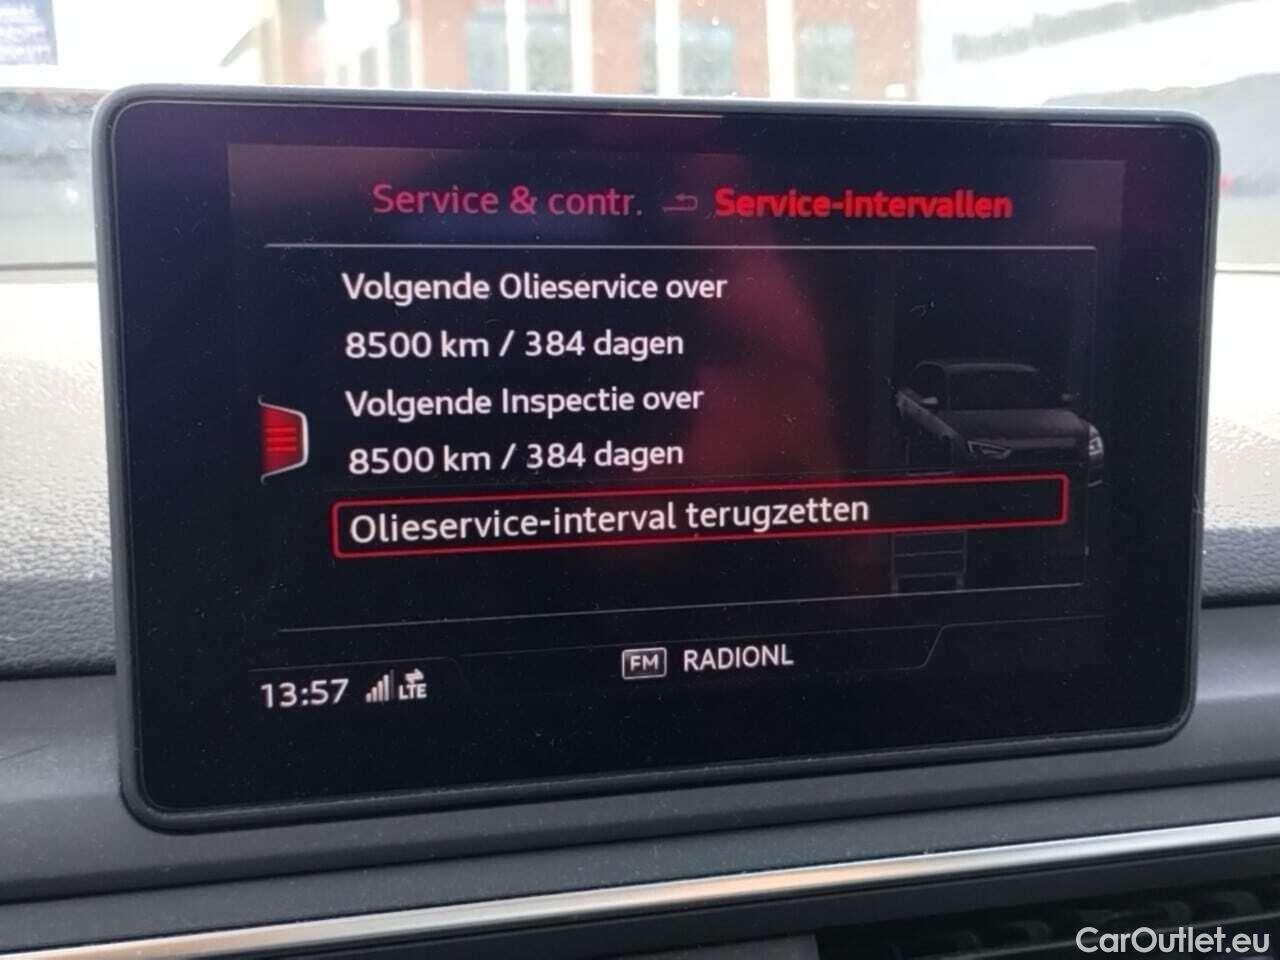 Service & contr. Service-intervallen
Volgende Olieservice over
8500 km / 384 dagen
Volgende Inspectie over
8500 km / 384 dagen
Olieservice-interval terugzetten
FM RADIONL
13:57 LTE
CarOutlet.eu